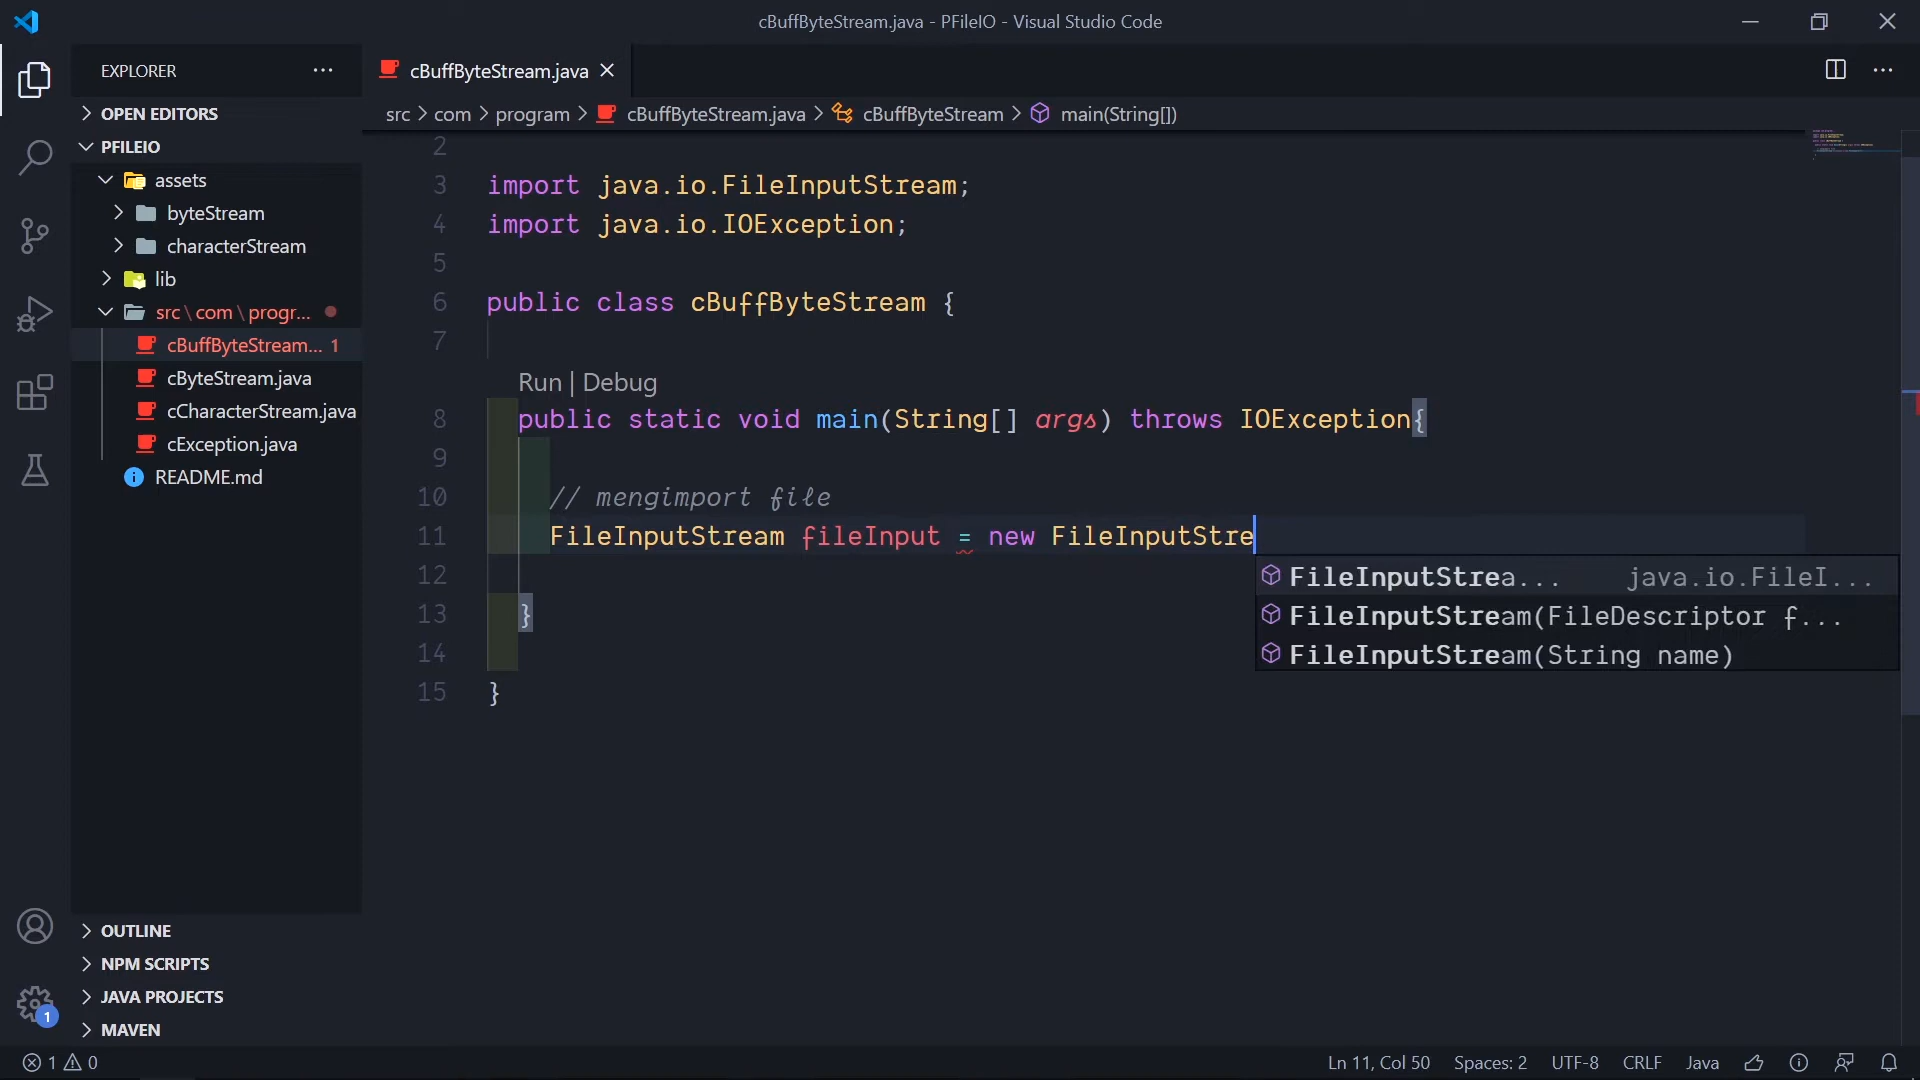 cBuffByteStream.java - PFileIO - Visual Studio Code
EXPLORER
OPEN EDITORS
PFILEIO
assets
byteStream
characterStream
lib
src\com\progr...
cBuffByteStream... 1
cByteStream.java
cCharacterStream.java
cException.java
README.md
OUTLINE
NPM SCRIPTS
JAVA PROJECTS
MAVEN
1
cBuffByteStream.java
src > com > program > cBuffByteStream.java > cBuffByteStream > main(String[])
2
3 import java.io.FileInputStream;
4 import java.io.IOException;
5
6 public class cBuffByteStream {
7
Run | Debug
8 public static void main(String[] args) throws IOException{
9
10 // mengimport file
11 FileInputStream fileInput = new FileInputStre
12
13 }
14
15 }
FileInputStrea... java.io.FileI...
FileInputStream(FileDescriptor f...
FileInputStream(String name)
1 0
Ln 11, Col 50 Spaces: 2 UTF-8 CRLF Java